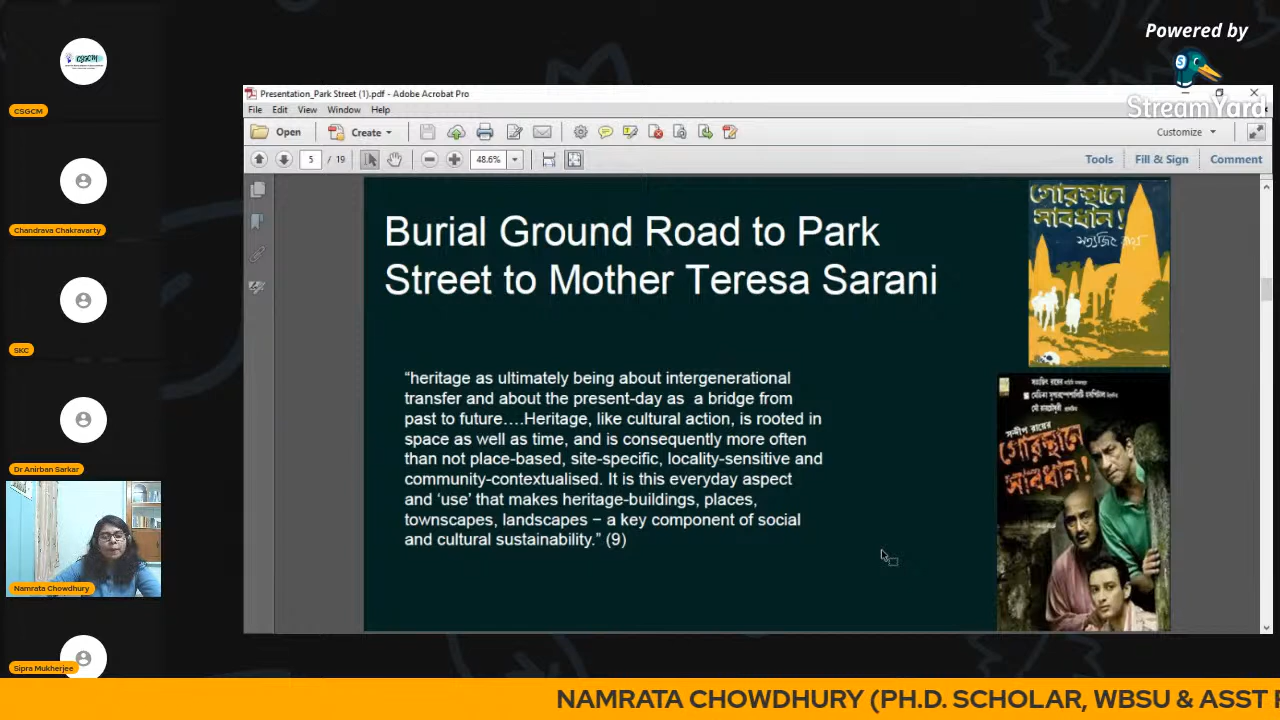 Powered by
StreamYard
CSGCM
Chandrava Chakravarty
SKC
Dr Anirban Sarkar
Namrata Chowdhury
Sipra Mukherjee
Presentation_Park Street (1).pdf - Adobe Acrobat Pro
File Edit View Window Help
Open Create Customize
5 / 19 48.6% Tools Fill & Sign Comment
Burial Ground Road to Park
Street to Mother Teresa Sarani
“heritage as ultimately being about intergenerational
transfer and about the present-day as a bridge from
past to future….Heritage, like cultural action, is rooted in
space as well as time, and is consequently more often
than not place-based, site-specific, locality-sensitive and
community-contextualised. It is this everyday aspect
and ‘use’ that makes heritage-buildings, places,
townscapes, landscapes − a key component of social
and cultural sustainability.” (9)
গোরস্থানে
সাবধান!
সত্যজিৎ রায়
সন্দীপ রায়ের
গোরস্থানে
সাবধান!
NAMRATA CHOWDHURY (PH.D. SCHOLAR, WBSU & ASST